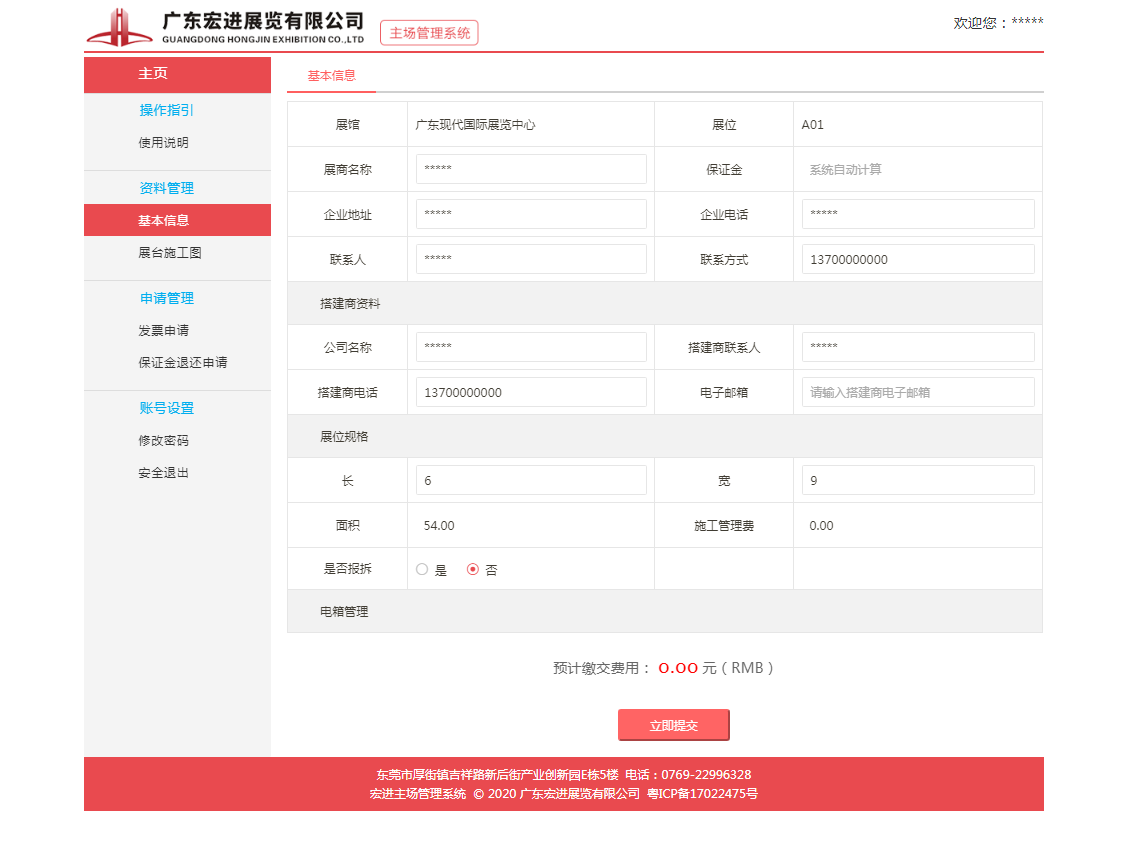 广东宏进展览有限公司
GUANGDONG HONGJIN EXHIBITION CO.,LTD
主场管理系统
欢迎您：*****
主页
操作指引
使用说明
资料管理
基本信息
展台施工图
申请管理
发票申请
保证金退还申请
账号设置
修改密码
安全退出
基本信息
展馆 广东现代国际展览中心 展位 A01
展商名称 ***** 保证金 系统自动计算
企业地址 ***** 企业电话 *****
联系人 ***** 联系方式 13700000000
搭建商资料
公司名称 ***** 搭建商联系人 *****
搭建商电话 13700000000 电子邮箱 请输入搭建商电子邮箱
展位规格
长 6 宽 9
面积 54.00 施工管理费 0.00
是否报拆 是 否
电箱管理
预计缴交费用： 0.00 元（RMB）
立即提交
东莞市厚街镇吉祥路新后街产业创新园E栋5楼 电话：0769-22996328
宏进主场管理系统 © 2020 广东宏进展览有限公司 粤ICP备17022475号